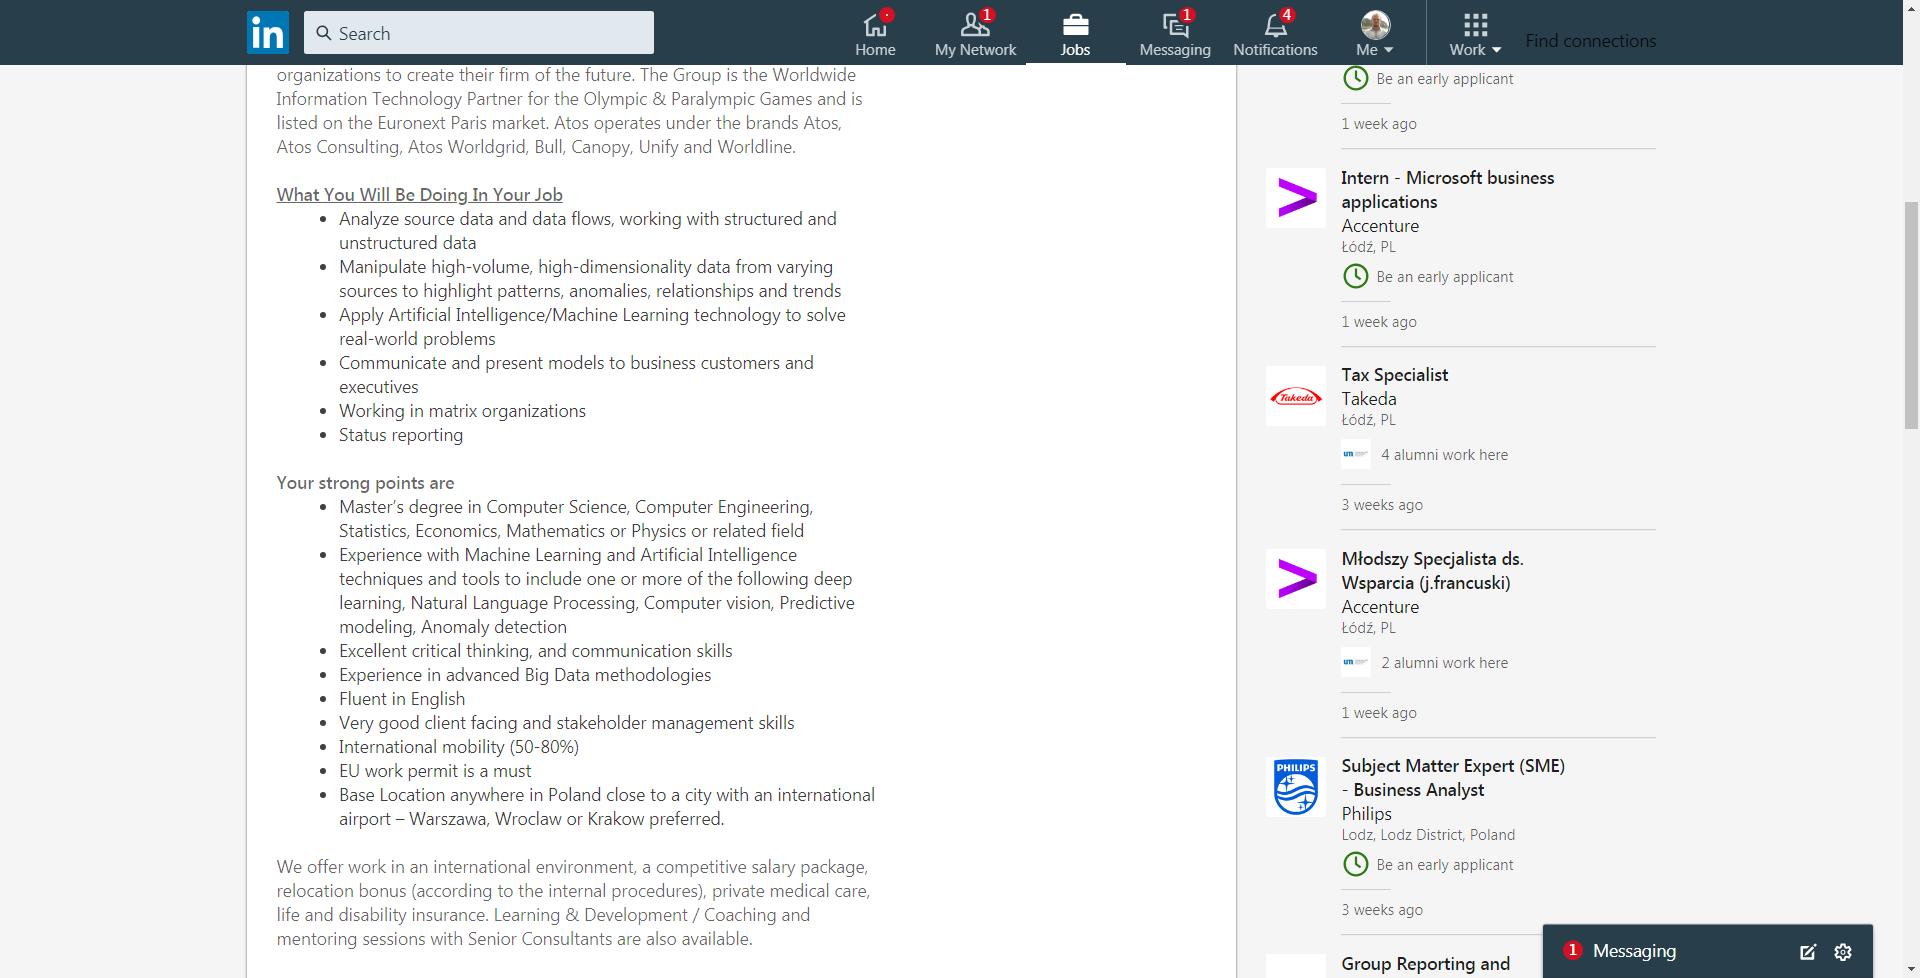 in
Search
Home
My Network
1
Jobs
Messaging
1
Notifications
4
Me
Work
Find connections
organizations to create their firm of the future. The Group is the Worldwide
Information Technology Partner for the Olympic & Paralympic Games and is
listed on the Euronext Paris market. Atos operates under the brands Atos,
Atos Consulting, Atos Worldgrid, Bull, Canopy, Unify and Worldline.
What You Will Be Doing In Your Job
• Analyze source data and data flows, working with structured and
unstructured data
• Manipulate high-volume, high-dimensionality data from varying
sources to highlight patterns, anomalies, relationships and trends
• Apply Artificial Intelligence/Machine Learning technology to solve
real-world problems
• Communicate and present models to business customers and
executives
• Working in matrix organizations
• Status reporting
Your strong points are
• Master's degree in Computer Science, Computer Engineering,
Statistics, Economics, Mathematics or Physics or related field
• Experience with Machine Learning and Artificial Intelligence
techniques and tools to include one or more of the following deep
learning, Natural Language Processing, Computer vision, Predictive
modeling, Anomaly detection
• Excellent critical thinking, and communication skills
• Experience in advanced Big Data methodologies
• Fluent in English
• Very good client facing and stakeholder management skills
• International mobility (50-80%)
• EU work permit is a must
• Base Location anywhere in Poland close to a city with an international
airport – Warszawa, Wroclaw or Krakow preferred.
We offer work in an international environment, a competitive salary package,
relocation bonus (according to the internal procedures), private medical care,
life and disability insurance. Learning & Development / Coaching and
mentoring sessions with Senior Consultants are also available.
Be an early applicant
1 week ago
Intern - Microsoft business
applications
Accenture
Łódź, PL
Be an early applicant
1 week ago
Takeda
Tax Specialist
Takeda
Łódź, PL
um
4 alumni work here
3 weeks ago
Młodszy Specjalista ds.
Wsparcia (j.francuski)
Accenture
Łódź, PL
um
2 alumni work here
1 week ago
PHILIPS
Subject Matter Expert (SME)
- Business Analyst
Philips
Lodz, Lodz District, Poland
Be an early applicant
3 weeks ago
Group Reporting and
1 Messaging